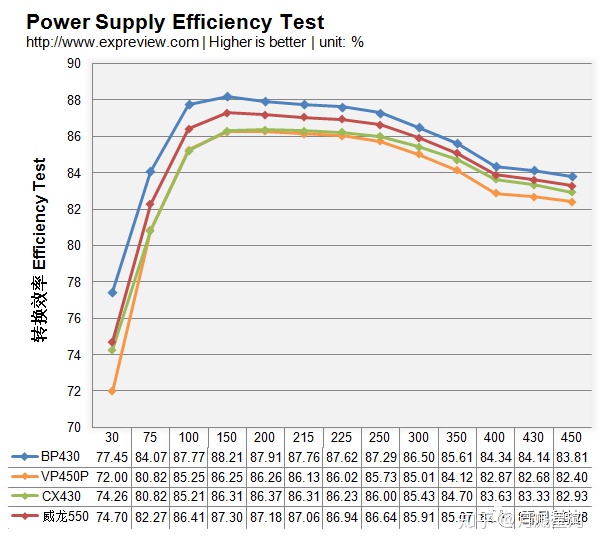 Power Supply Efficiency Test
http://www.expreview.com | Higher is better | unit: %
转换效率 Efficiency Test
90
88
86
84
82
80
78
76
74
72
70
30 75 100 150 200 215 225 250 300 350 400 430 450
BP430 77.45 84.07 87.77 88.21 87.91 87.76 87.62 87.29 86.50 85.61 84.34 84.14 83.81
VP450P 72.00 80.82 85.25 86.25 86.26 86.13 86.02 85.73 85.01 84.12 82.87 82.68 82.40
CX430 74.26 80.82 85.21 86.31 86.37 86.31 86.23 86.00 85.43 84.70 83.63 83.33 82.93
威龙550 74.70 82.27 86.41 87.30 87.18 87.06 86.94 86.64 85.91 85.07
知乎